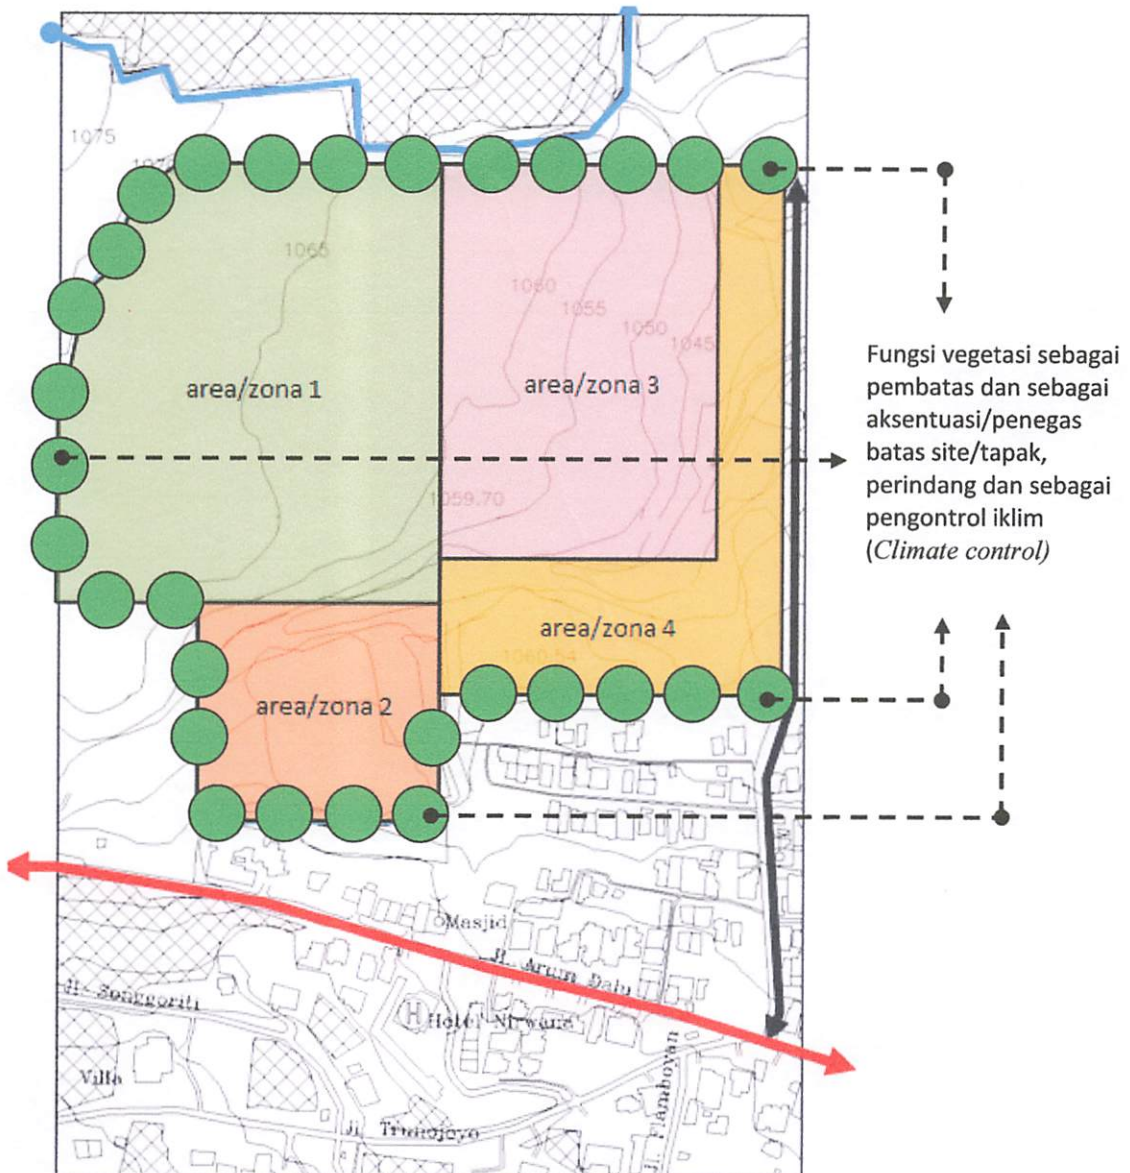 1075
1065
1060
1055
1050
1045
Fungsi vegetasi sebagai
pembatas dan sebagai
aksentuasi/penegas
batas site/tapak,
perindang dan sebagai
pengontrol iklim
(Climate control)
area/zona 1
area/zona 3
1059.70
area/zona 4
1060.54
area/zona 2
Masjid
Jl. Arum Dalu
Jl. Songgoriti
H
Hotel Nirwana
Villa
Jl. Flamboyan
Jl. Trunojoyo